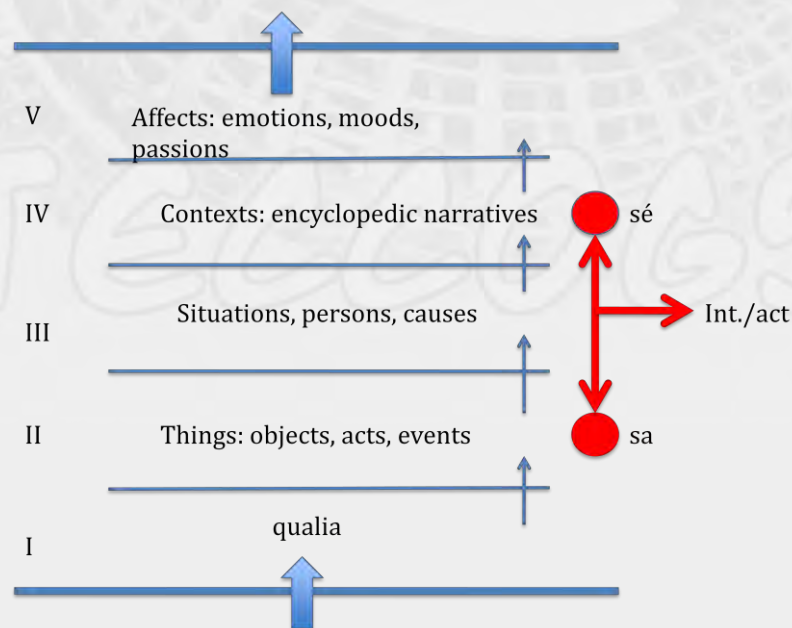 V
Affects: emotions, moods,
passions
IV
Contexts: encyclopedic narratives
sé
Situations, persons, causes
Int./act
III
II
Things: objects, acts, events
sa
qualia
I